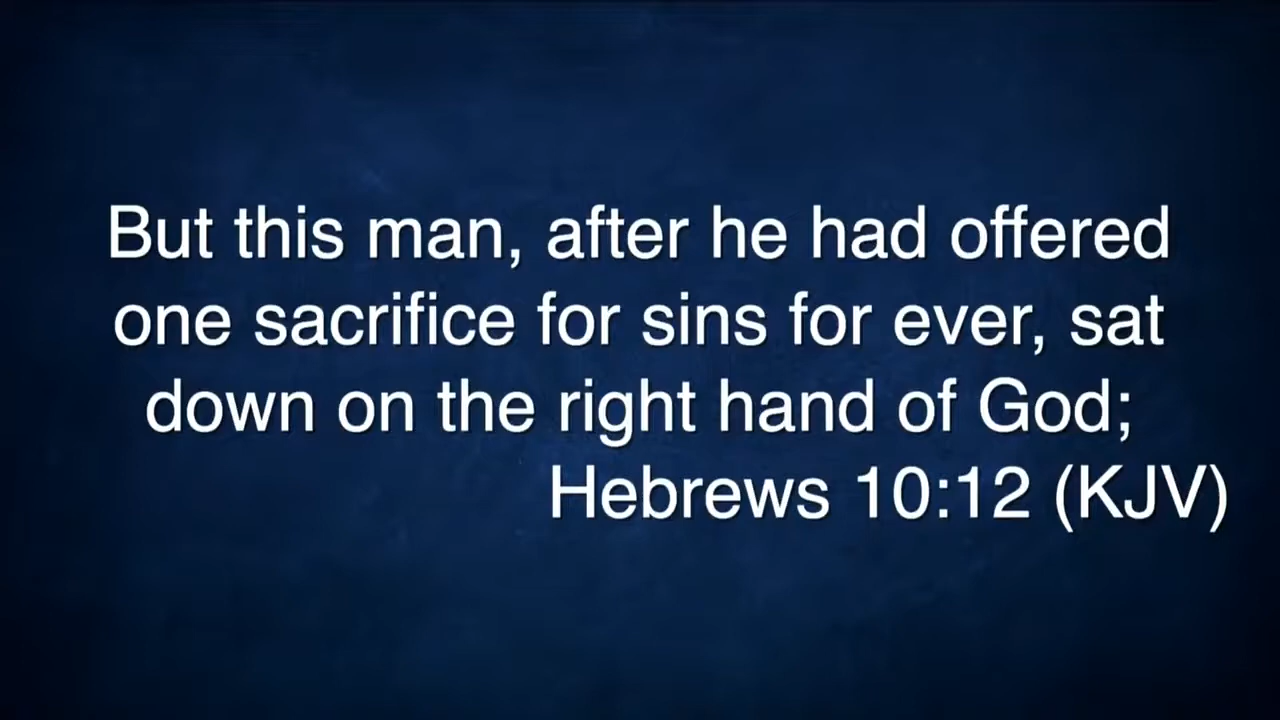 But this man, after he had offered
one sacrifice for sins for ever, sat
down on the right hand of God;
Hebrews 10:12 (KJV)